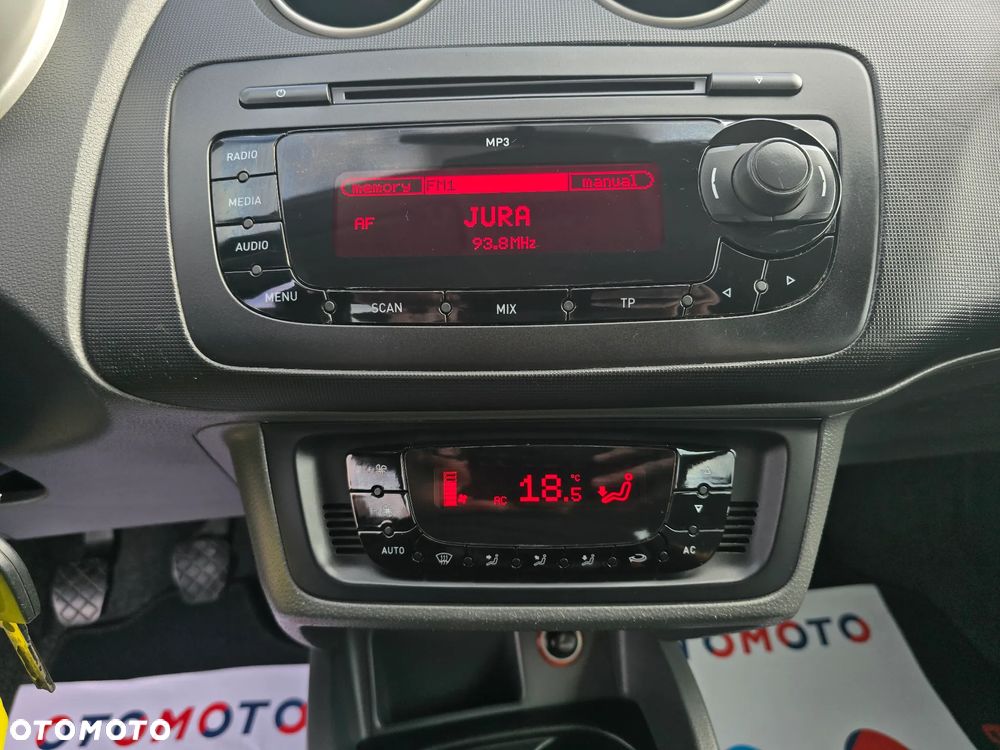 MP3
RADIO
MEDIA
AUDIO
MENU
memory FM1 manual
AF JURA
93.8MHz
SCAN MIX TP
AC 18.5 °C
AUTO AC
OTOMOTO
OTOMOTO
OTOMOTO